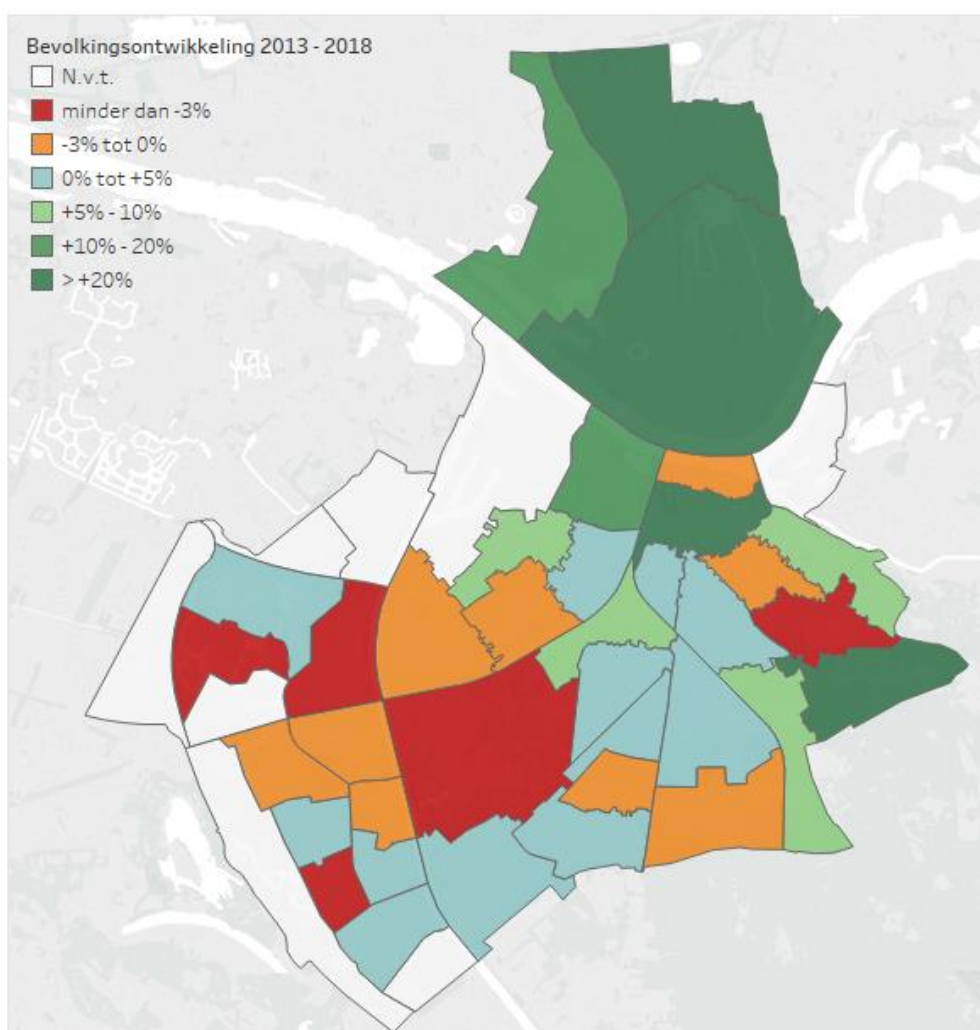 Bevolkingsontwikkeling 2013 - 2018
N.v.t.
minder dan -3%
-3% tot 0%
0% tot +5%
+5% - 10%
+10% - 20%
> +20%